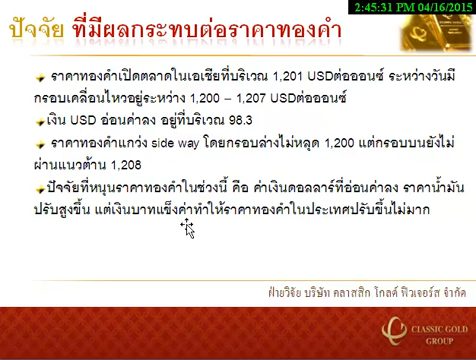 2:45:31 PM 04/16/2015
ปัจจัย ที่มีผลกระทบต่อราคาทองคำ
ราคาทองคำเปิดตลาดในเอเชียที่บริเวณ 1,201 USDต่อออนซ์ ระหว่างวันมี
กรอบเคลื่อนไหวอยู่ระหว่าง 1,200 – 1,207 USDต่อออนซ์
เงิน USD อ่อนค่าลง อยู่ที่บริเวณ 98.3
ราคาทองคำแกว่ง side way โดยกรอบล่างไม่หลุด 1,200 แต่กรอบบนยังไม่
ผ่านแนวต้าน 1,208
ปัจจัยที่หนุนราคาทองคำในช่วงนี้ คือ ค่าเงินดอลลาร์ที่อ่อนค่าลง ราคาน้ำมัน
ปรับสูงขึ้น แต่เงินบาทแข็งค่าทำให้ราคาทองคำในประเทศปรับขึ้นไม่มาก
ฝ่ายวิจัย บริษัท คลาสสิก โกลด์ ฟิวเจอร์ส จำกัด
CLASSIC GOLD
GROUP